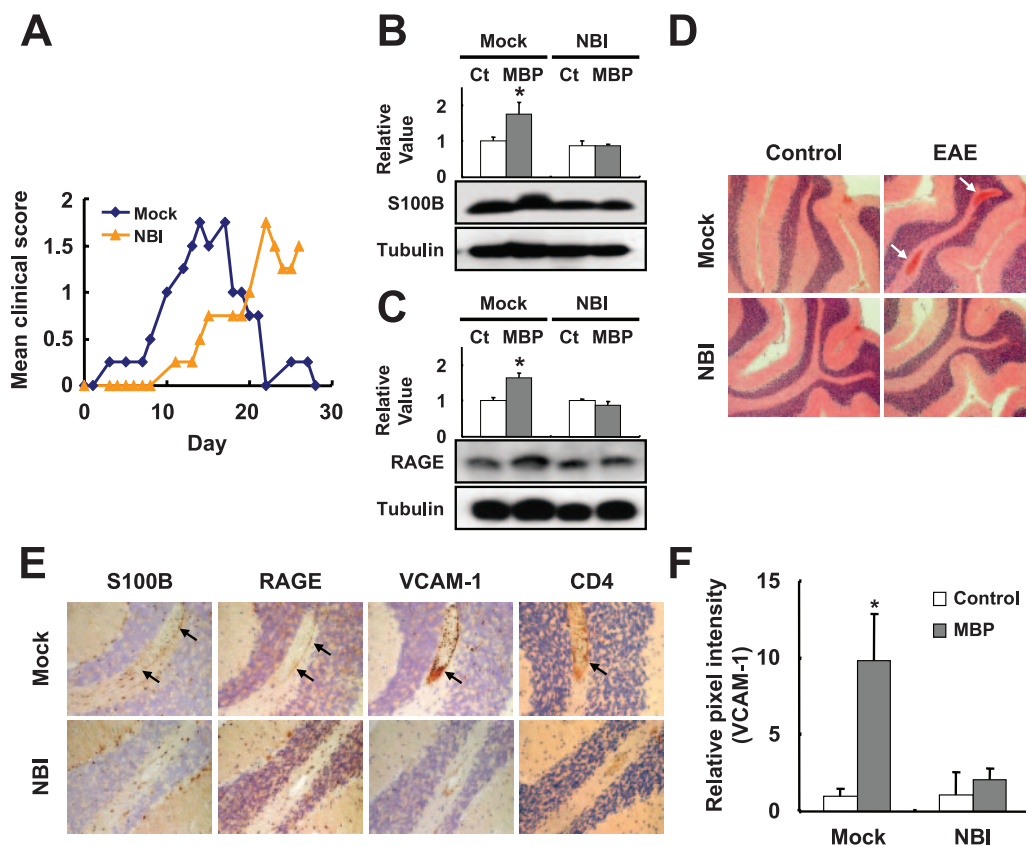 A
Mean clinical score
2
1.5
1
0.5
0
Mock
NBI
0 10 20 30
Day
B
Mock NBI
Ct MBP Ct MBP
Relative
Value
2
1
0
*
S100B
Tubulin
C
Mock NBI
Ct MBP Ct MBP
Relative
Value
2
1
0
*
RAGE
Tubulin
D
Control EAE
Mock
NBI
E
S100B RAGE VCAM-1 CD4
Mock
NBI
F
Relative pixel intensity
(VCAM-1)
15
10
5
0
*
Control
MBP
Mock NBI